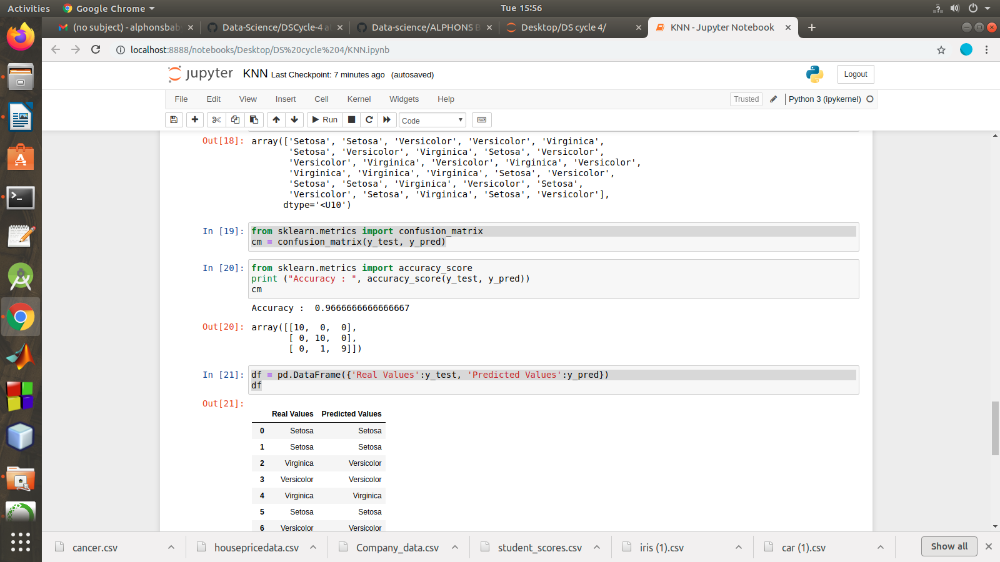 Activities Google Chrome Tue 15:56
(no subject) - alphonsbab Data-Science/DSCycle-4 a Data-science/ALPHONS B Desktop/DS cycle 4/ KNN - Jupyter Notebook
localhost:8888/notebooks/Desktop/DS%20cycle%204/KNN.ipynb
jupyter KNN Last Checkpoint: 7 minutes ago (autosaved) Logout
File Edit View Insert Cell Kernel Widgets Help Trusted Python 3 (ipykernel)
Run Code
Out[18]: array(['Setosa', 'Setosa', 'Versicolor', 'Versicolor', 'Virginica',
'Setosa', 'Versicolor', 'Virginica', 'Setosa', 'Versicolor',
'Versicolor', 'Virginica', 'Versicolor', 'Virginica', 'Versicolor',
'Virginica', 'Virginica', 'Virginica', 'Setosa', 'Versicolor',
'Setosa', 'Setosa', 'Virginica', 'Versicolor', 'Setosa',
'Versicolor', 'Setosa', 'Virginica', 'Setosa', 'Versicolor'],
dtype='<U10')
In [19]: from sklearn.metrics import confusion_matrix
cm = confusion_matrix(y_test, y_pred)
In [20]: from sklearn.metrics import accuracy_score
print ("Accuracy : ", accuracy_score(y_test, y_pred))
cm
Accuracy :  0.9666666666666667
Out[20]: array([[10,  0,  0],
[ 0, 10,  0],
[ 0,  1,  9]])
In [21]: df = pd.DataFrame({'Real Values':y_test, 'Predicted Values':y_pred})
df
Out[21]:
Real Values Predicted Values
0 Setosa Setosa
1 Setosa Setosa
2 Virginica Versicolor
3 Versicolor Versicolor
4 Virginica Virginica
5 Setosa Setosa
6 Versicolor Versicolor
cancer.csv housepricedata.csv Company_data.csv student_scores.csv iris (1).csv car (1).csv Show all